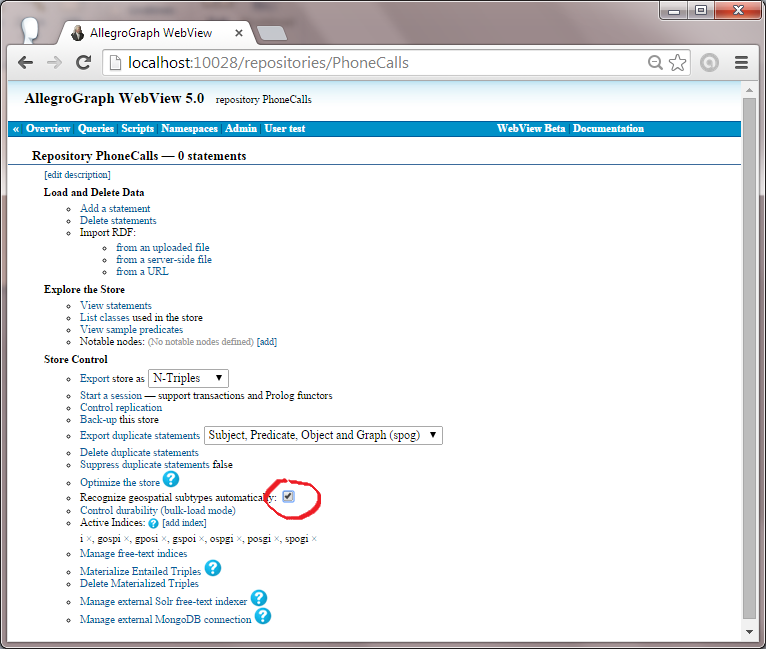 AllegroGraph WebView
localhost:10028/repositories/PhoneCalls
AllegroGraph WebView 5.0 repository PhoneCalls
« Overview Queries Scripts Namespaces Admin User test WebView Beta Documentation
Repository PhoneCalls — 0 statements
[edit description]
Load and Delete Data
Add a statement
Delete statements
Import RDF:
from an uploaded file
from a server-side file
from a URL
Explore the Store
View statements
List classes used in the store
View sample predicates
Notable nodes: (No notable nodes defined) [add]
Store Control
Export store as N-Triples
Start a session — support transactions and Prolog functors
Control replication
Back-up this store
Export duplicate statements Subject, Predicate, Object and Graph (spog)
Delete duplicate statements
Suppress duplicate statements false
Optimize the store ?
Recognize geospatial subtypes automatically:
Control durability (bulk-load mode)
Active Indices: ? [add index]
i ×, gospi ×, gposi ×, gspoi ×, ospgi ×, posgi ×, spogi ×
Manage free-text indices
Materialize Entailed Triples ?
Delete Materialized Triples
Manage external Solr free-text indexer ?
Manage external MongoDB connection ?